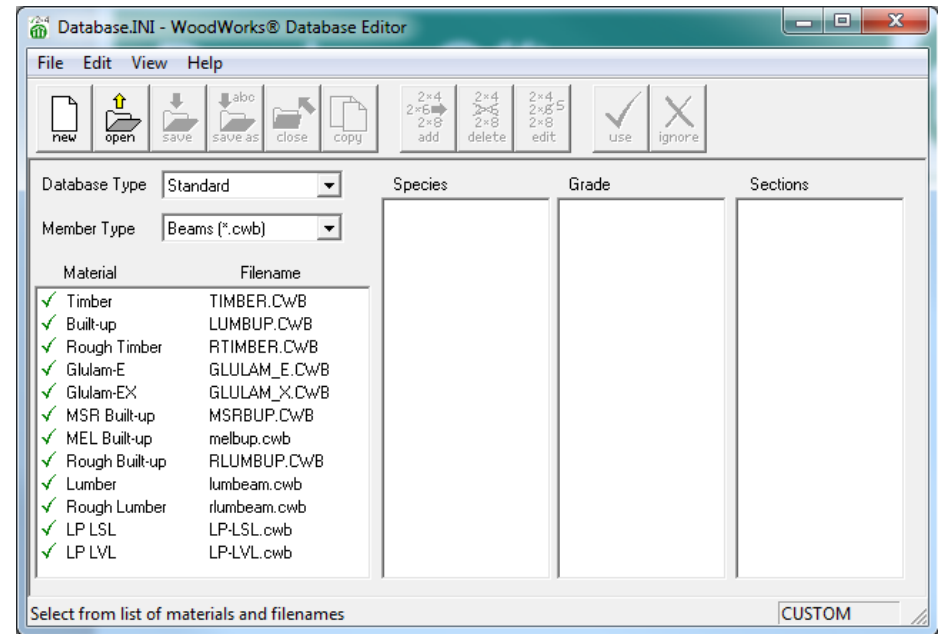 Database.INI - WoodWorks® Database Editor
File Edit View Help
new open save abc save as close copy 2×4 2×6 2×8 add 2×4 2×8 delete 2×4 2×8 5 2×8 edit use ignore
Database Type Standard Species Grade Sections
Member Type Beams (*.cwb)
Material Filename
Timber TIMBER.CWB
Built-up LUMBUP.CWB
Rough Timber RTIMBER.CWB
Glulam-E GLULAM_E.CWB
Glulam-EX GLULAM_X.CWB
MSR Built-up MSRBUP.CWB
MEL Built-up melbup.cwb
Rough Built-up RLUMBUP.CWB
Lumber lumbeam.cwb
Rough Lumber rlumbeam.cwb
LP LSL LP-LSL.cwb
LP LVL LP-LVL.cwb
Select from list of materials and filenames CUSTOM